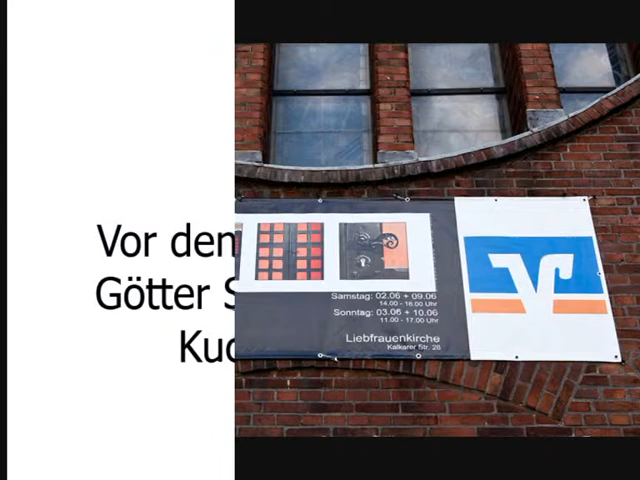 Vor den
Götter S
Kuc
Samstag: 02.06 + 09.06
14.00 - 18.00 Uhr
Sonntag: 03.06 + 10.06
11.00 - 17.00 Uhr
Liebfrauenkirche
Kalkarer Str. 28